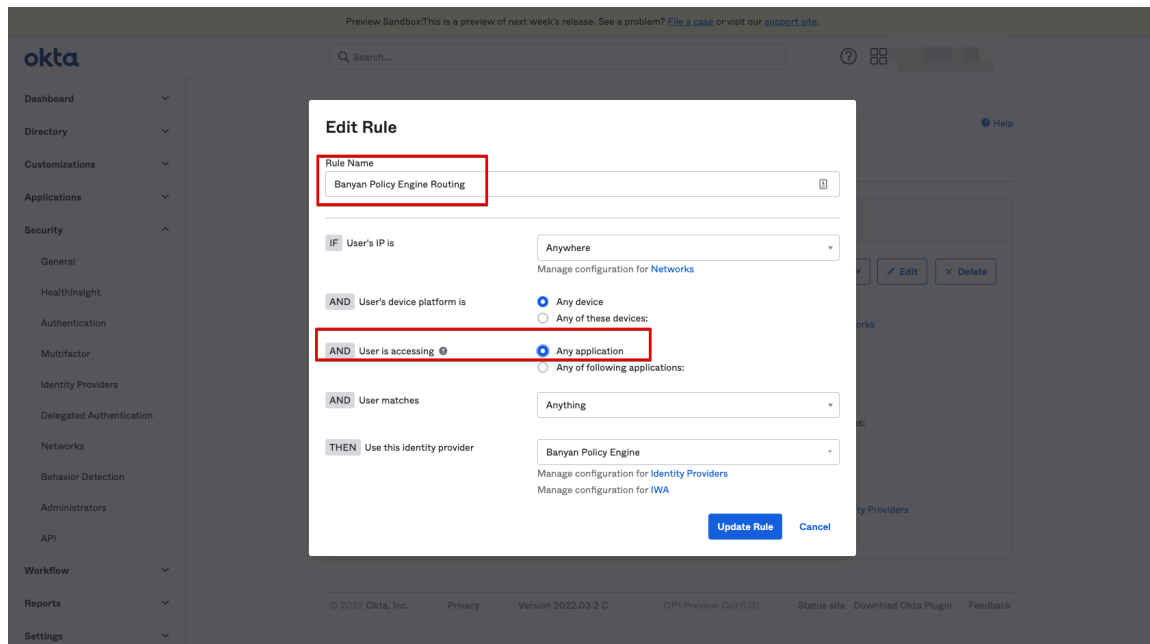 Preview Sandbox:This is a preview of next week's release. See a problem? File a case or visit our support site.
okta
Search...
Dashboard
Directory
Customizations
Applications
Security
General
HealthInsight
Authentication
Multifactor
Identity Providers
Delegated Authentication
Networks
Behavior Detection
Administrators
API
Workflow
Reports
Settings
Help
Edit
Delete
orks
ns:
ty Providers
Edit Rule
Rule Name
Banyan Policy Engine Routing
IF User's IP is
Anywhere
Manage configuration for Networks
AND User's device platform is
Any device
Any of these devices:
AND User is accessing
Any application
Any of following applications:
AND User matches
Anything
THEN Use this identity provider
Banyan Policy Engine
Manage configuration for Identity Providers
Manage configuration for IWA
Update Rule Cancel
© 2022 Okta, Inc. Privacy Version 2022.03.2 C OP1 Preview Cell (US) Status site Download Okta Plugin Feedback